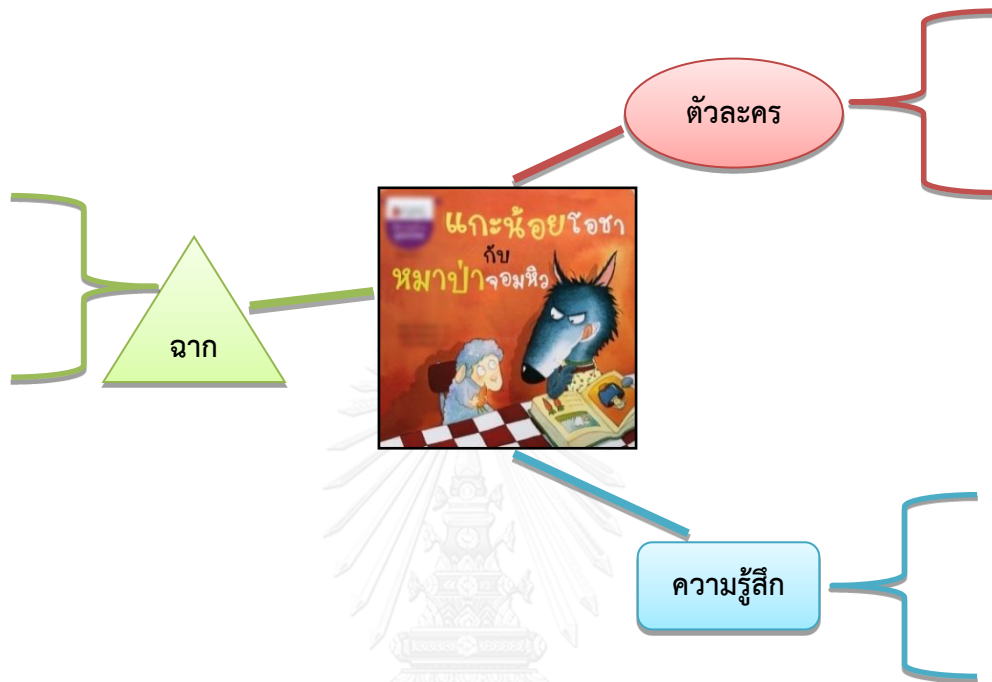 ตัวละคร
แกะน้อยโอชา
กับ
หมาป่าจอมหิว
ฉาก
ความรู้สึก